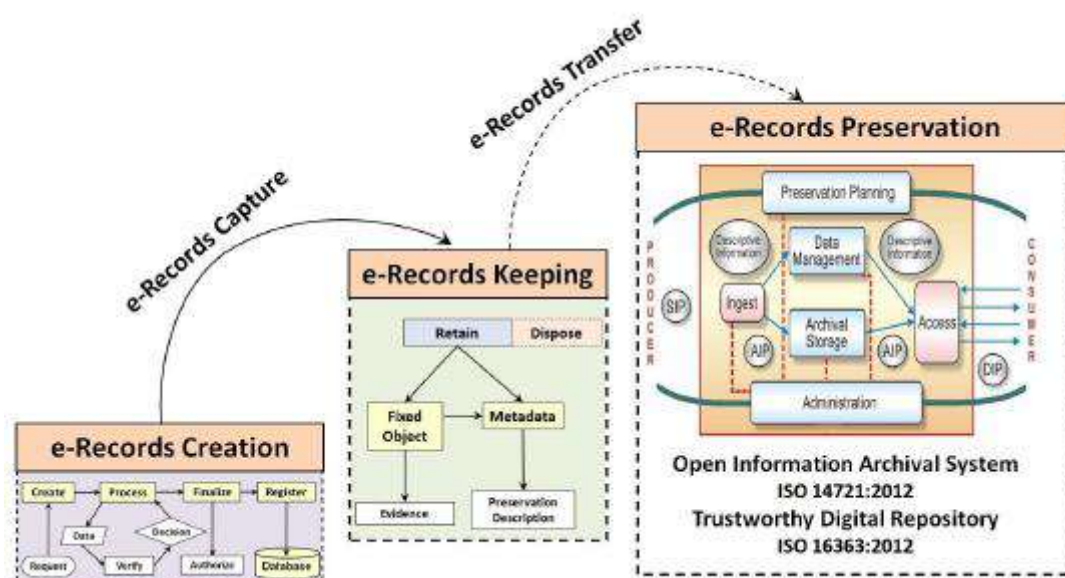 e-Records Transfer
e-Records Capture
e-Records Creation
Create
Process
Finalize
Register
Data
Decision
Request
Verify
Authorize
Database
e-Records Keeping
Retain
Dispose
Fixed
Object
Metadata
Evidence
Preservation
Description
e-Records Preservation
Preservation Planning
PRODUCER
Descriptive
Information
Data
Management
Descriptive
Information
CONSUMER
SIP
Ingest
Archival
Storage
Access
AIP
AIP
DIP
Administration
Open Information Archival System
ISO 14721:2012
Trustworthy Digital Repository
ISO 16363:2012